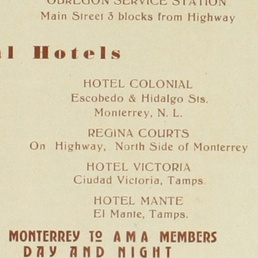 OBREGON SERVICE STATION
Main Street 3 blocks from Highway
Hotels
HOTEL COLONIAL
Escobedo & Hidalgo Sts.
Monterrey, N. L.
REGINA COURTS
On Highway, North Side of Monterrey
HOTEL VICTORIA
Ciudad Victoria, Tamps.
HOTEL MANTE
El Mante, Tamps.
MONTERREY TO AMA MEMBERS
DAY AND NIGHT